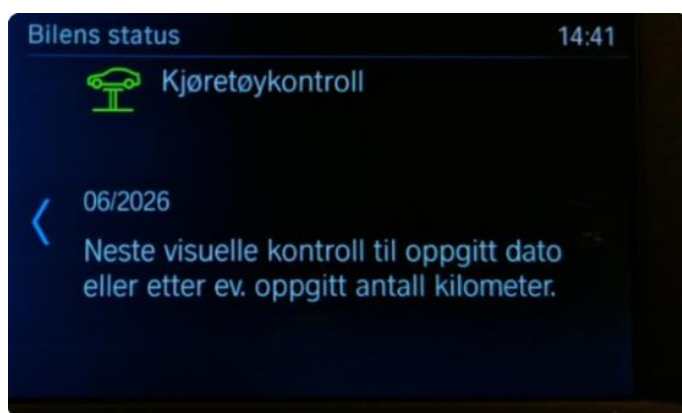 Bilens status 14:41
Kjøretøykontroll
06/2026
Neste visuelle kontroll til oppgitt dato
eller etter ev. oppgitt antall kilometer.